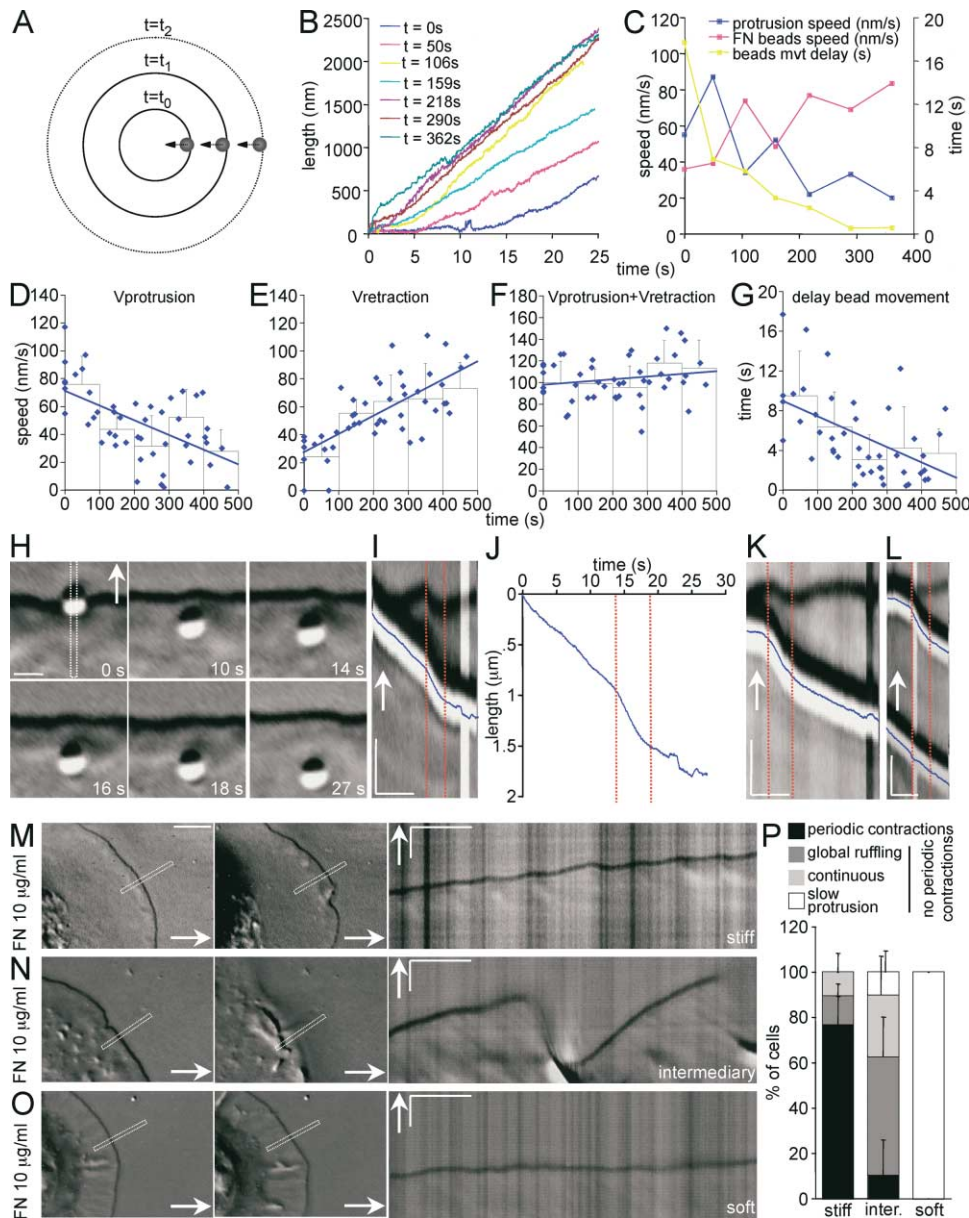 A
t=t2
t=t1
t=t0
B
length (nm)
2500
2000
1500
1000
500
0
t = 0s
t = 50s
t = 106s
t = 159s
t = 218s
t = 290s
t = 362s
0 5 10 15 20 25
time (s)
C
protrusion speed (nm/s)
FN beads speed (nm/s)
beads mvt delay (s)
speed (nm/s)
120
100
80
60
40
20
0
0 100 200 300 400
20
16
12
8
4
0
time (s)
D
Vprotrusion
speed (nm/s)
140
120
100
80
60
40
20
0
0 100 200 300 400 500
E
Vretraction
140
120
100
80
60
40
20
0
0 100 200 300 400 500
F
Vprotrusion+Vretraction
180
160
140
120
100
80
60
40
20
0
0 100 200 300 400 500
G
delay bead movement
time (s)
20
16
12
8
4
0
0 100 200 300 400 500
time (s)
H
0 s
10 s
14 s
16 s
18 s
27 s
I
J
time (s)
0 5 10 15 20 25 30
length (μm)
0
.5
1
1.5
2
K
L
M
FN 10 μg/ml
stiff
N
FN 10 μg/ml
intermediary
O
FN 10 μg/ml
soft
P
periodic contractions
global ruffling
continuous
slow protrusion
no periodic contractions
% of cells
100
80
60
40
20
0
stiff inter. soft